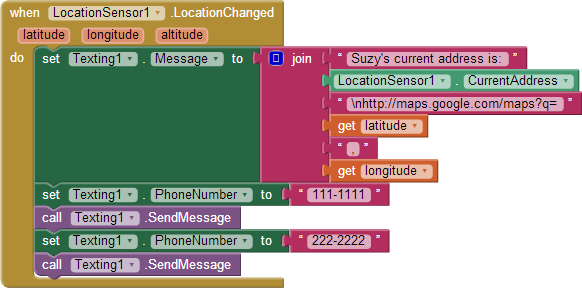 when LocationSensor1 .LocationChanged
latitude longitude altitude
do set Texting1 . Message to join " Suzy's current address is: "
LocationSensor1 . CurrentAddress
" \nhttp://maps.google.com/maps?q= "
get latitude
" , "
get longitude
set Texting1 . PhoneNumber to " 111-1111 "
call Texting1 .SendMessage
set Texting1 . PhoneNumber to " 222-2222 "
call Texting1 .SendMessage